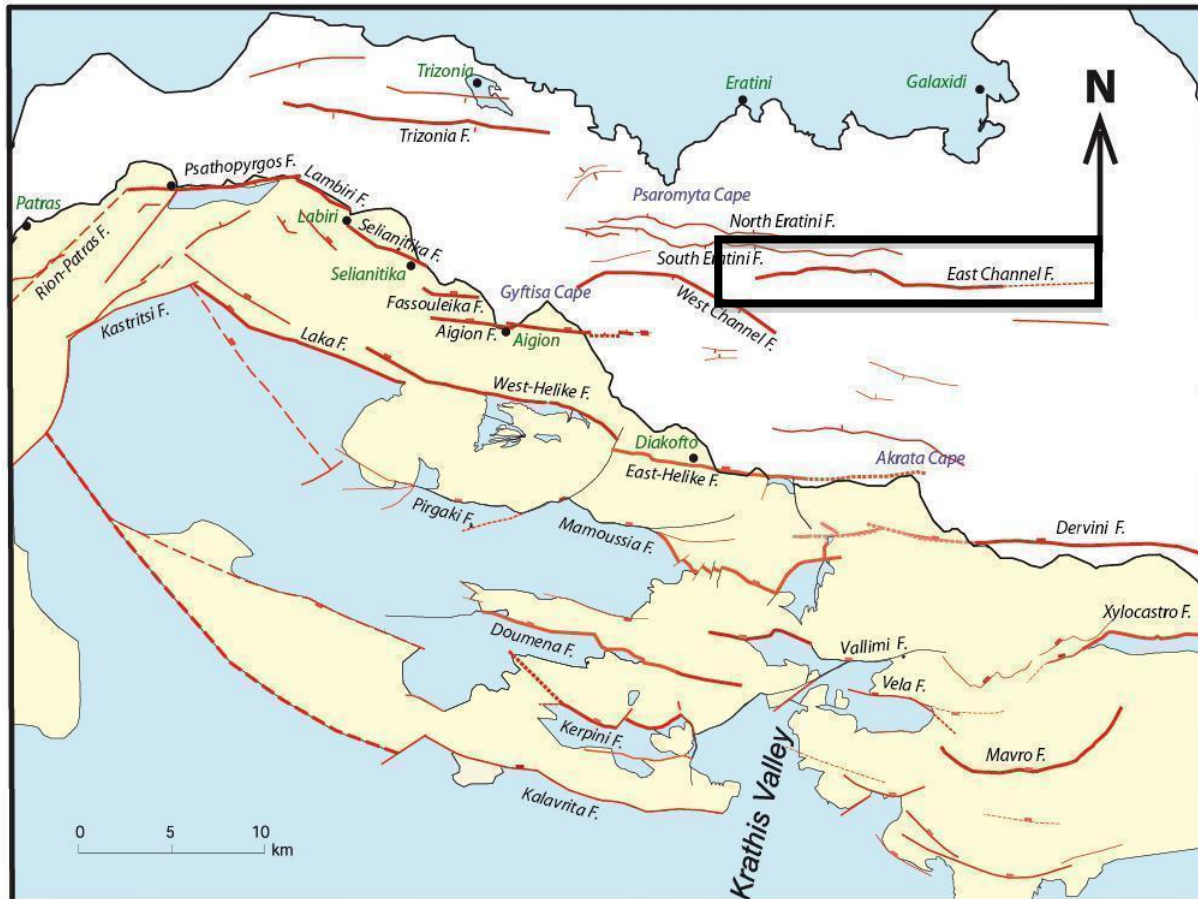 Trizonia
Eratini
Galaxidi
N
Trizonia F.
Psathopyrgos F.
Lambiri F.
Psaromyta Cape
Patras
Labiri
North Eratini F.
Selianitika F.
Rion-Patras F.
South Eratini F.
Selianitika
East Channel F.
Gyftisa Cape
Fassouleika F.
West Channel F.
Kastritsi F.
Aigion F.
Aigion
Laka F.
West-Helike F.
Diakofto
Akrata Cape
East-Helike F.
Pirgaki F.
Mamoussia F.
Dervini F.
Xylocastro F.
Doumena F.
Vallimi F.
Vela F.
Kerpini F.
Mavro F.
Kalavrita F.
Krathis Valley
0 5 10
km